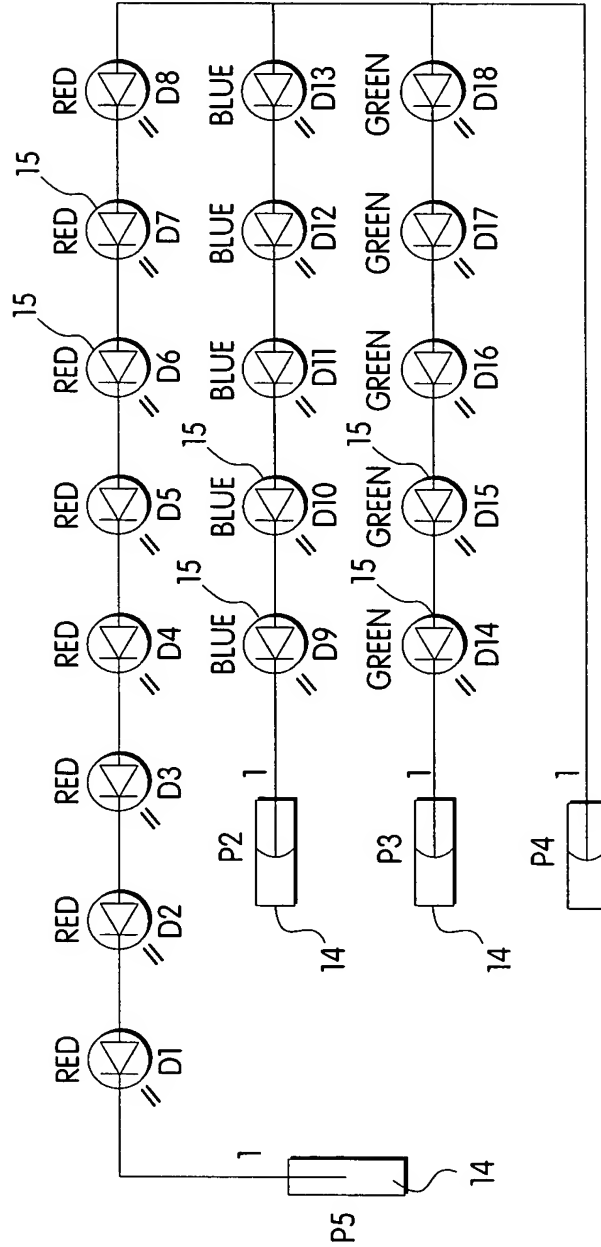 15
15
RED RED RED RED RED RED RED RED
D1 D2 D3 D4 D5 D6 D7 D8
15
15
BLUE BLUE BLUE BLUE BLUE
D9 D10 D11 D12 D13
P2
1
14
15
15
GREEN GREEN GREEN GREEN GREEN
D14 D15 D16 D17 D18
P3
1
14
1
P5
14
P4
1